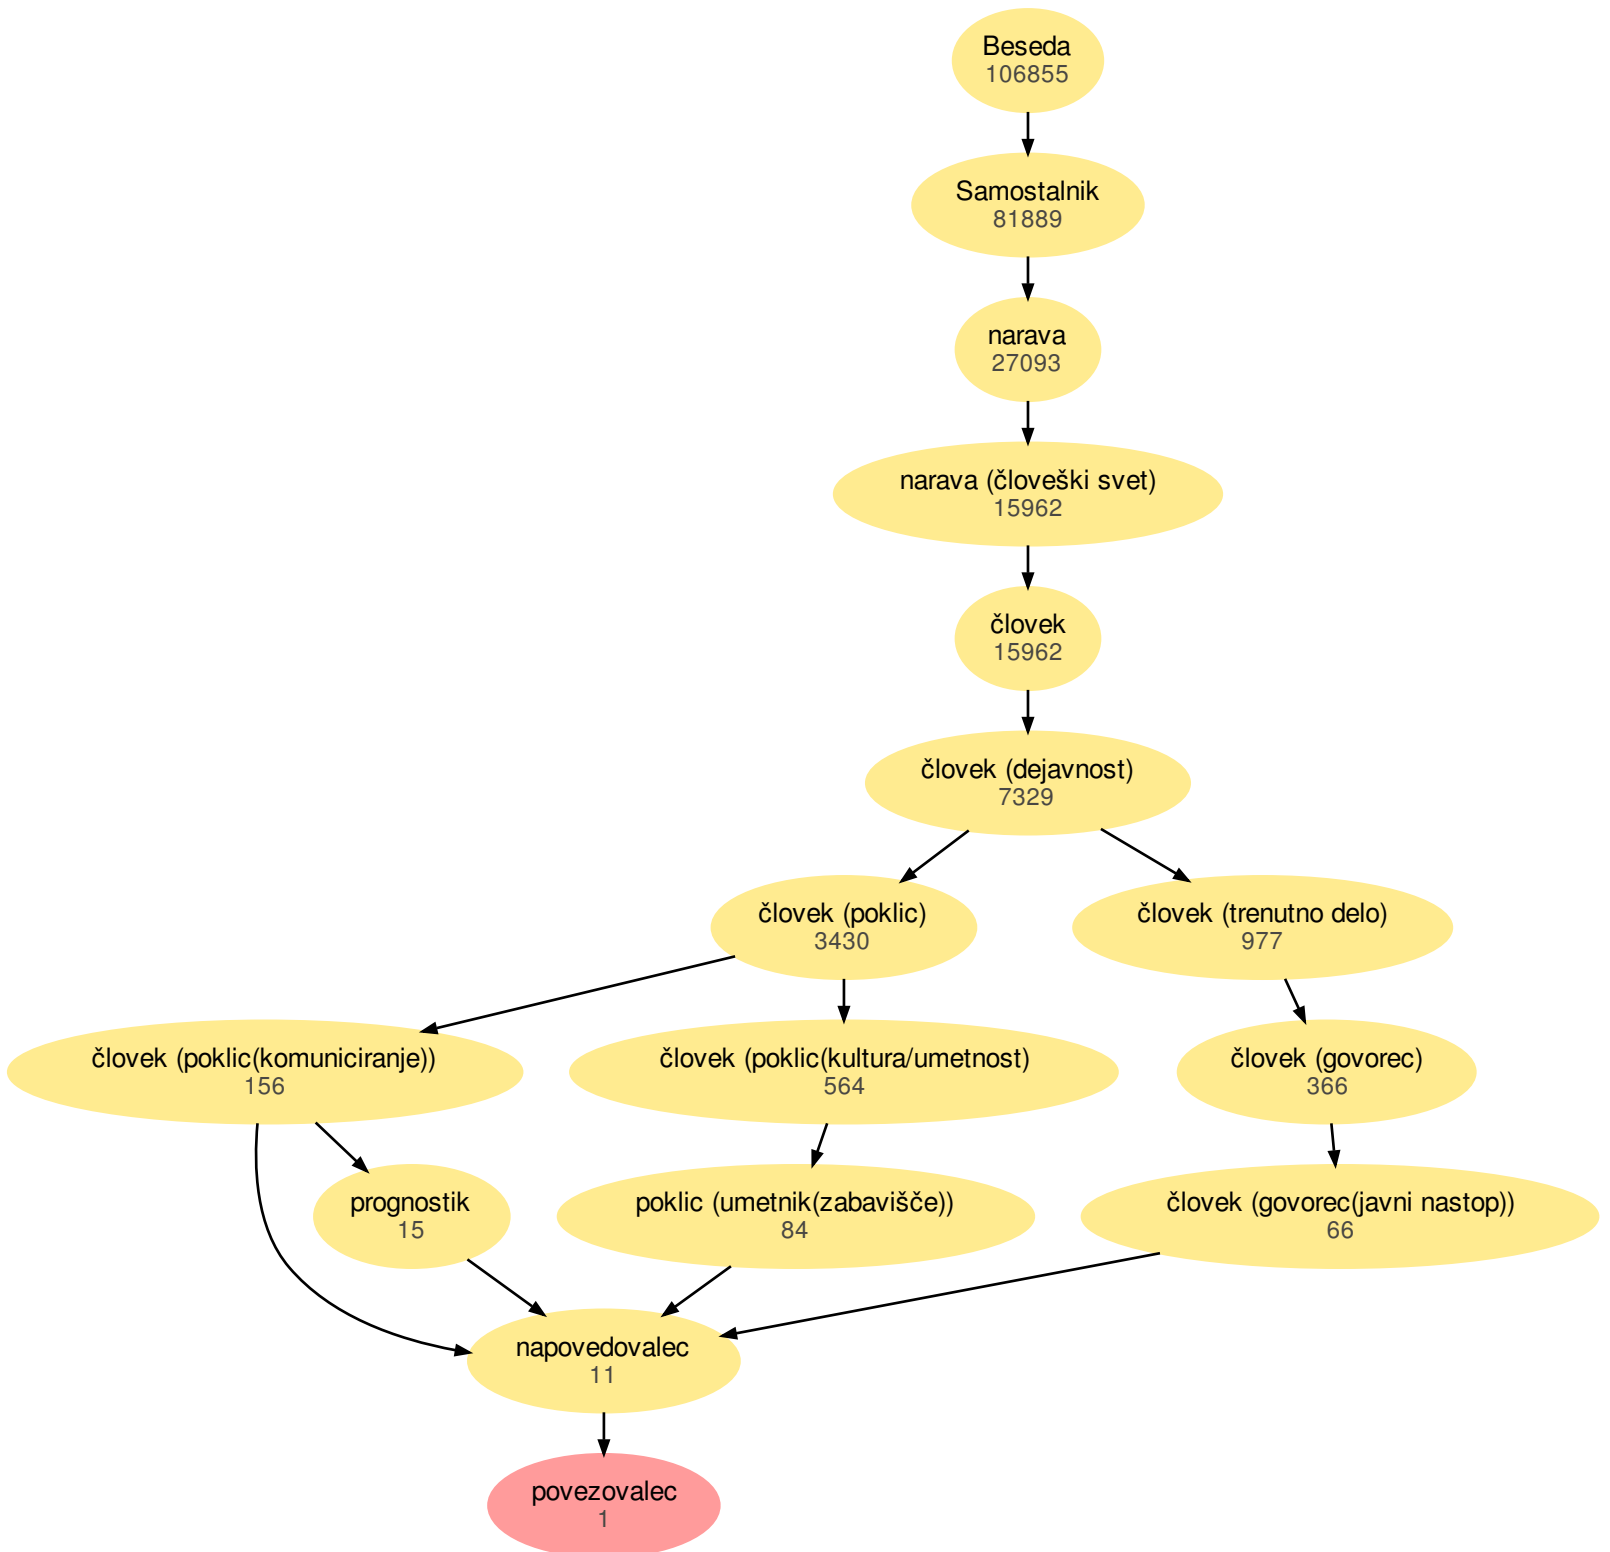 Beseda
106855
Samostalnik
81889
narava
27093
narava (človeški svet)
15962
človek
15962
človek (dejavnost)
7329
človek (poklic)
3430
človek (trenutno delo)
977
človek (poklic(komuniciranje))
156
človek (poklic(kultura/umetnost)
564
človek (govorec)
366
prognostik
15
poklic (umetnik(zabavišče))
84
človek (govorec(javni nastop))
66
napovedovalec
11
povezovalec
1